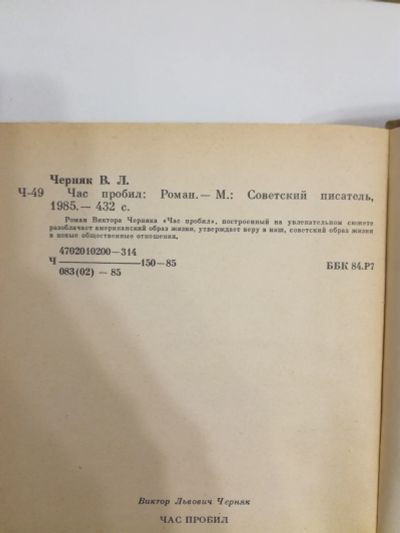 Черняк В. Л.
Ч-49 Час пробил: Роман.— М.: Советский писатель,
1985.— 432 с.
Роман Виктора Черняка «Час пробил», построенный на увлекательном сюжете
разоблачает американский образ жизни, утверждает веру в наш, советский образ жизни
и новые общественные отношения.
4702010200—314
Ч ————— 150—85
083(02) — 85
ББК 84.Р7
Виктор Львович Черняк
ЧАС ПРОБИЛ